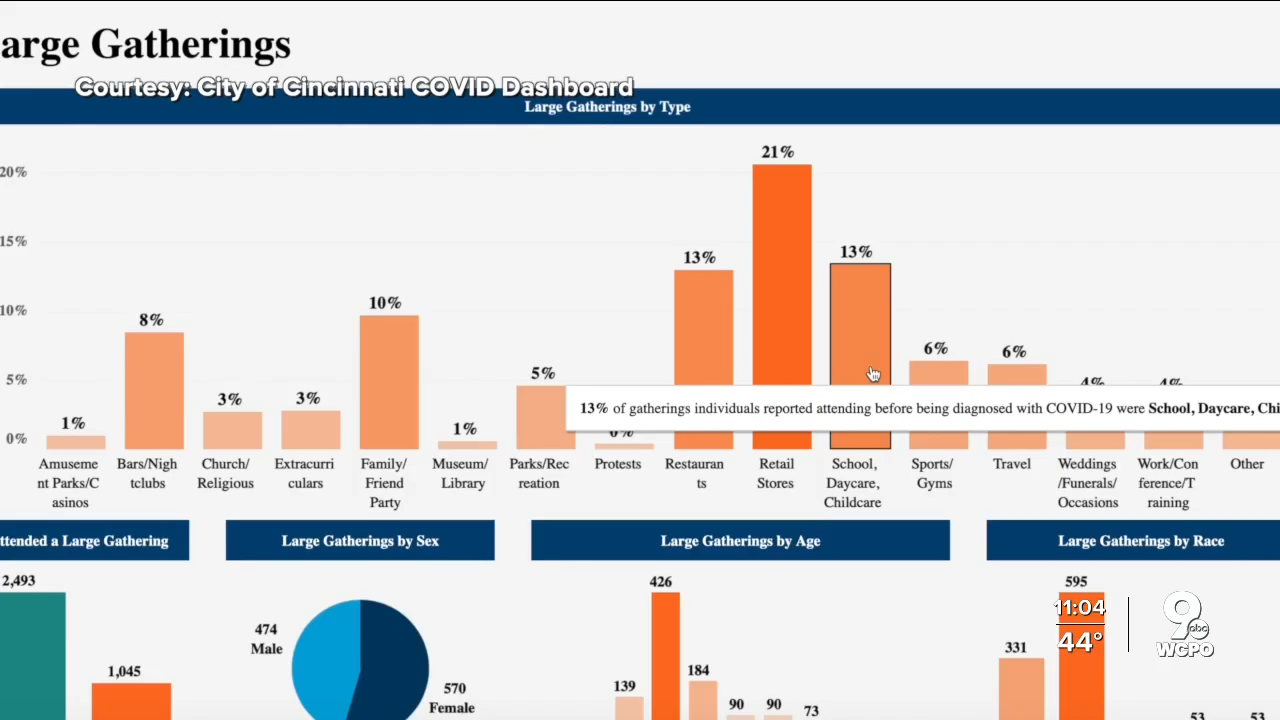 arge Gatherings
Courtesy: City of Cincinnati COVID Dashboard
Large Gatherings by Type
20%
15%
10%
5%
0%
1%
8%
3%
3%
10%
1%
5%
0%
13%
21%
13%
6%
6%
4%
4%
13% of gatherings individuals reported attending before being diagnosed with COVID-19 were School, Daycare, Chi
Amuseme
nt Parks/C
asinos
Bars/Nigh
tclubs
Church/
Religious
Extracurri
culars
Family/
Friend
Party
Museum/
Library
Parks/Rec
reation
Protests
Restauran
ts
Retail
Stores
School,
Daycare,
Childcare
Sports/
Gyms
Travel
Weddings
/Funerals/
Occasions
Work/Con
ference/T
raining
Other
ttended a Large Gathering
Large Gatherings by Sex
Large Gatherings by Age
Large Gatherings by Race
2,493
1,045
474
Male
570
Female
139
426
184
90
90
73
331
595
53
53
11:04
44°
9
abc
WCPO